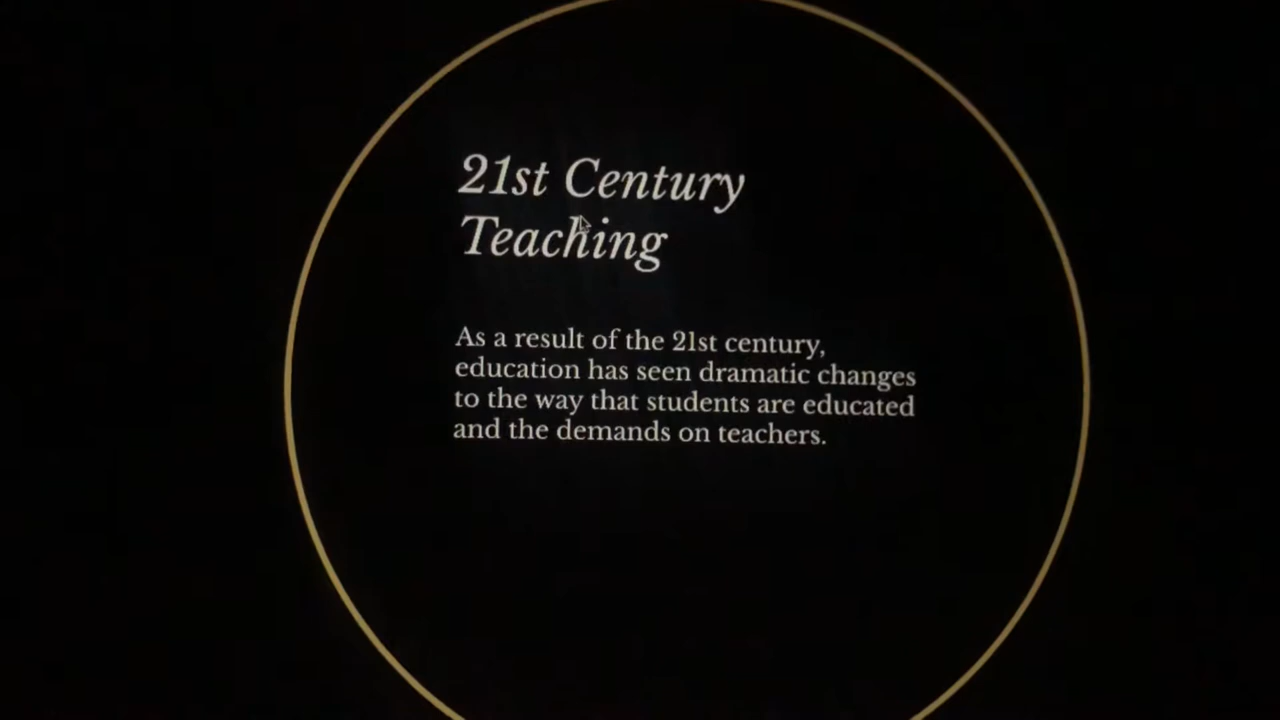 21st Century
Teaching
As a result of the 21st century,
education has seen dramatic changes
to the way that students are educated
and the demands on teachers.